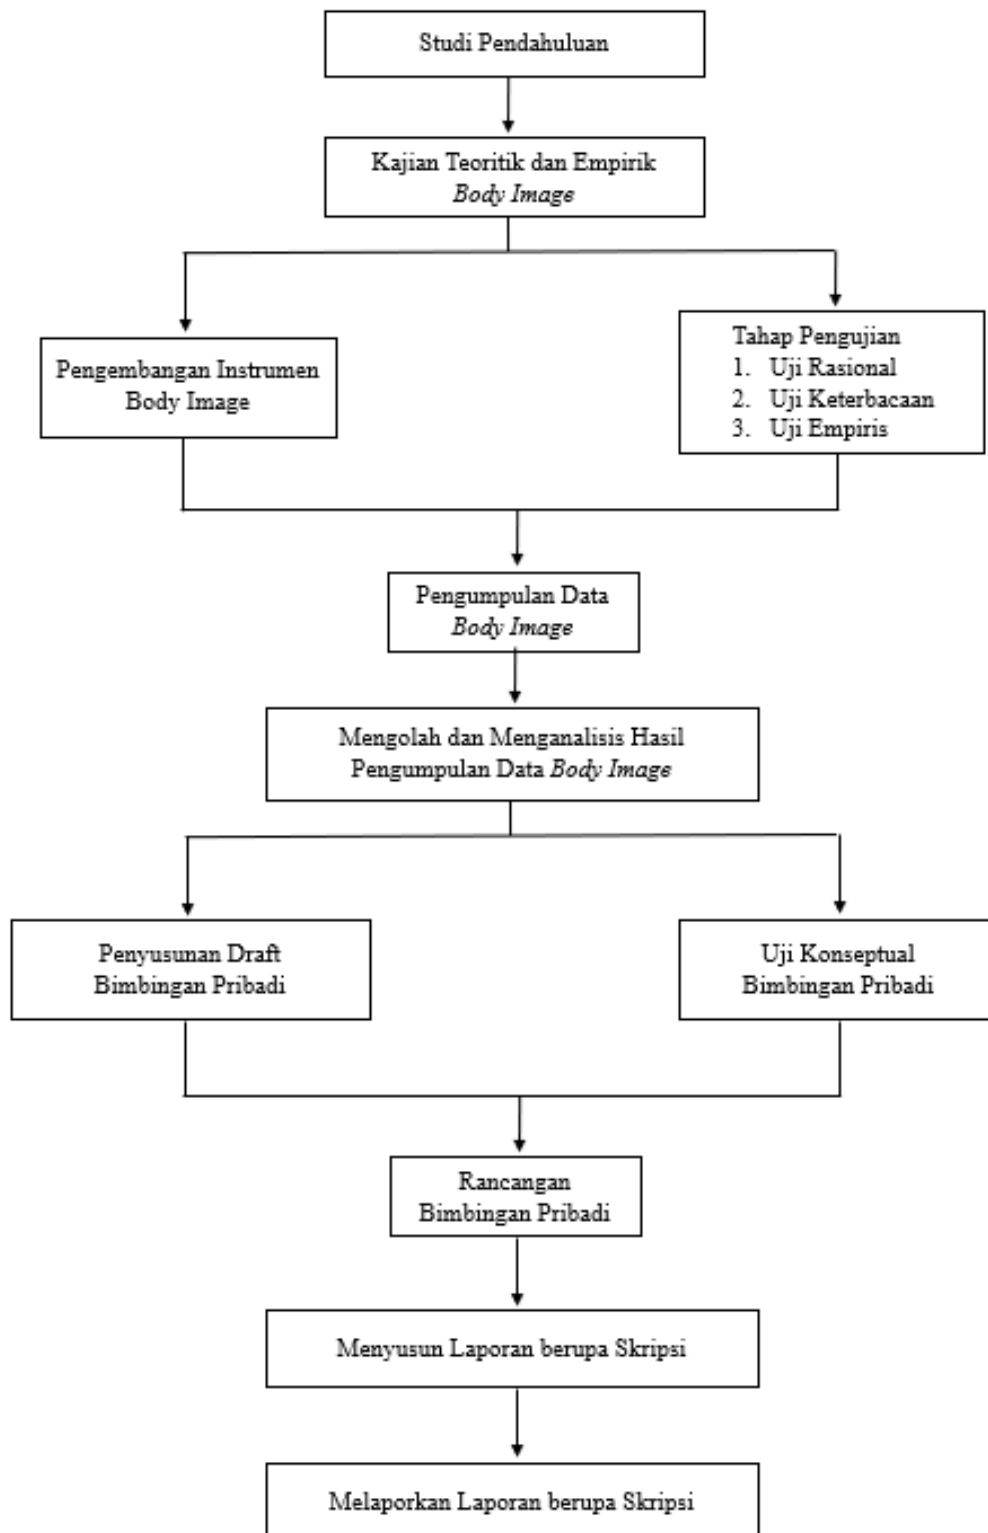 Studi Pendahuluan
Kajian Teoritik dan Empirik
Body Image
Pengembangan Instrumen
Body Image
Tahap Pengujian
1. Uji Rasional
2. Uji Keterbacaan
3. Uji Empiris
Pengumpulan Data
Body Image
Mengolah dan Menganalisis Hasil
Pengumpulan Data Body Image
Penyusunan Draft
Bimbingan Pribadi
Uji Konseptual
Bimbingan Pribadi
Rancangan
Bimbingan Pribadi
Menyusun Laporan berupa Skripsi
Melaporkan Laporan berupa Skripsi